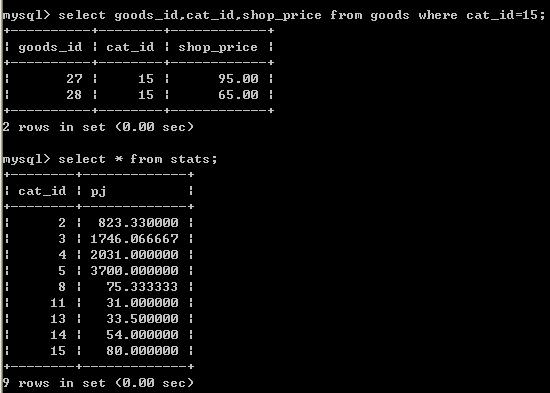 mysql> select goods_id,cat_id,shop_price from goods where cat_id=15;
+----------+--------+------------+
| goods_id | cat_id | shop_price |
+----------+--------+------------+
|       27 |     15 |      95.00 |
|       28 |     15 |      65.00 |
+----------+--------+------------+
2 rows in set (0.00 sec)
mysql> select * from stats;
+--------+-------------+
| cat_id | pj          |
+--------+-------------+
|      2 |  823.330000 |
|      3 | 1746.066667 |
|      4 | 2031.000000 |
|      5 | 3700.000000 |
|      8 |   75.333333 |
|     11 |   31.000000 |
|     13 |   33.500000 |
|     14 |   54.000000 |
|     15 |   80.000000 |
+--------+-------------+
9 rows in set (0.00 sec)